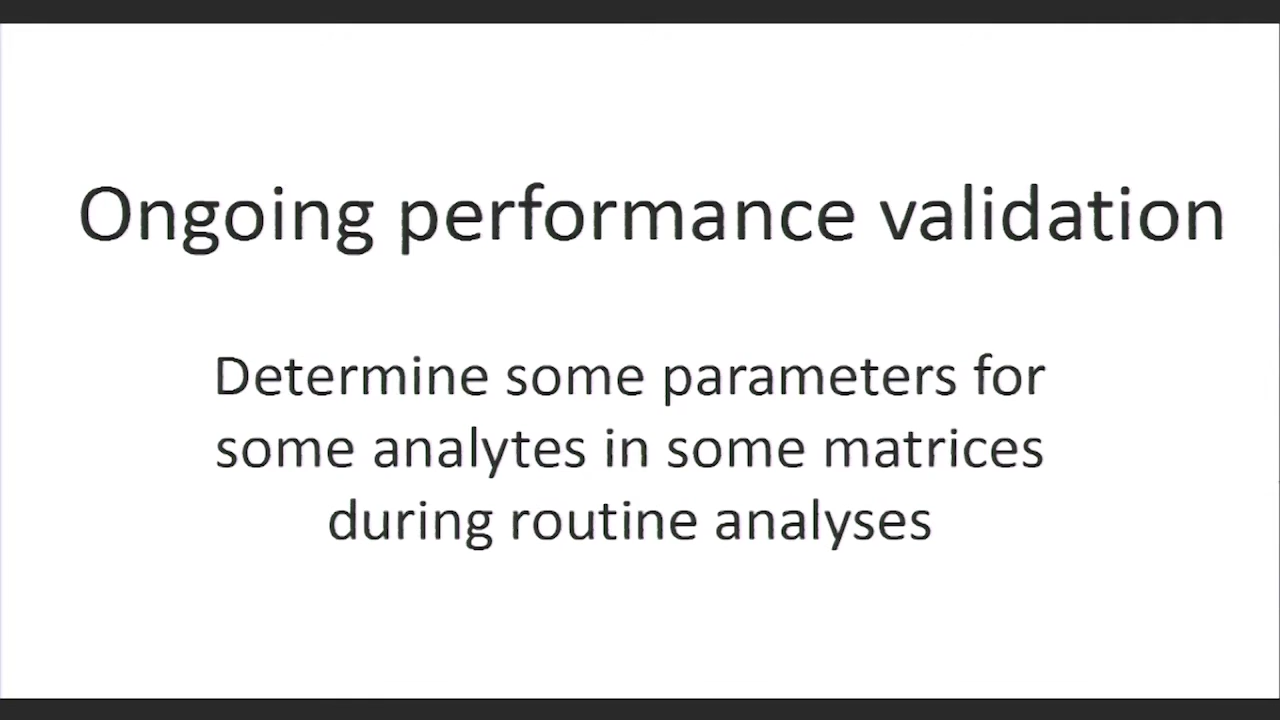 Ongoing performance validation
Determine some parameters for
some analytes in some matrices
during routine analyses